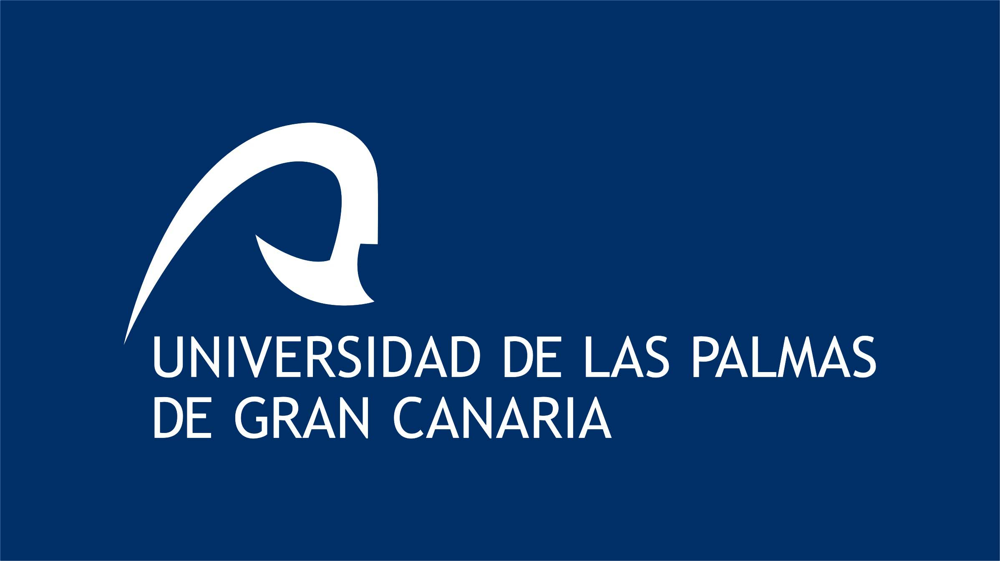 UNIVERSIDAD DE LAS PALMAS
DE GRAN CANARIA